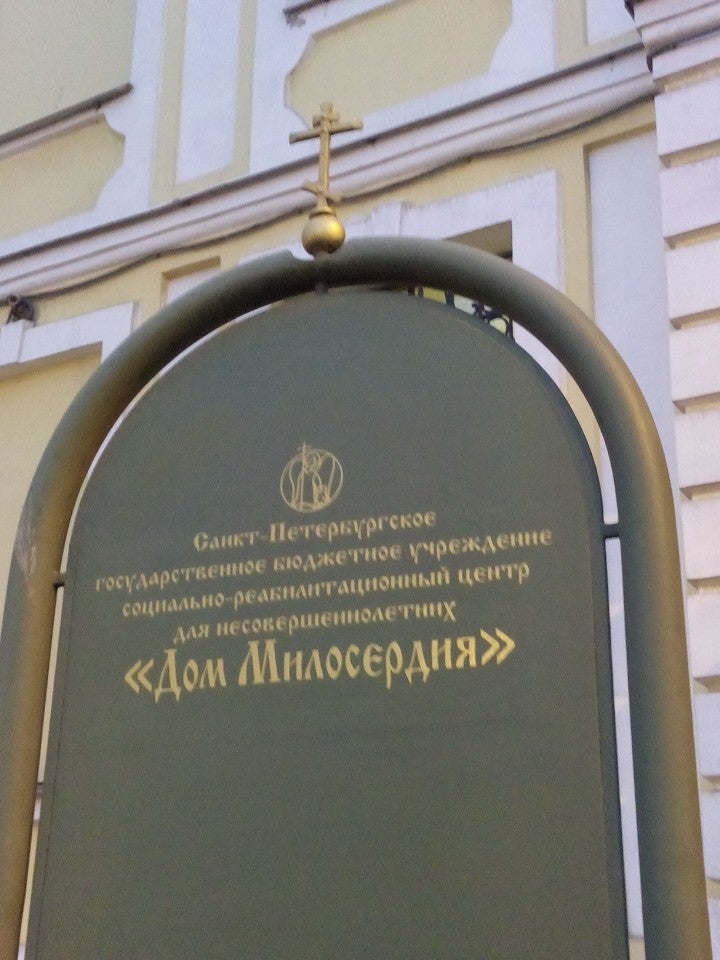 Санкт-Петербургское
государственное бюджетное учреждение
социально-реабилитационный центр
для несовершеннолетних
«Дом Милосердия»